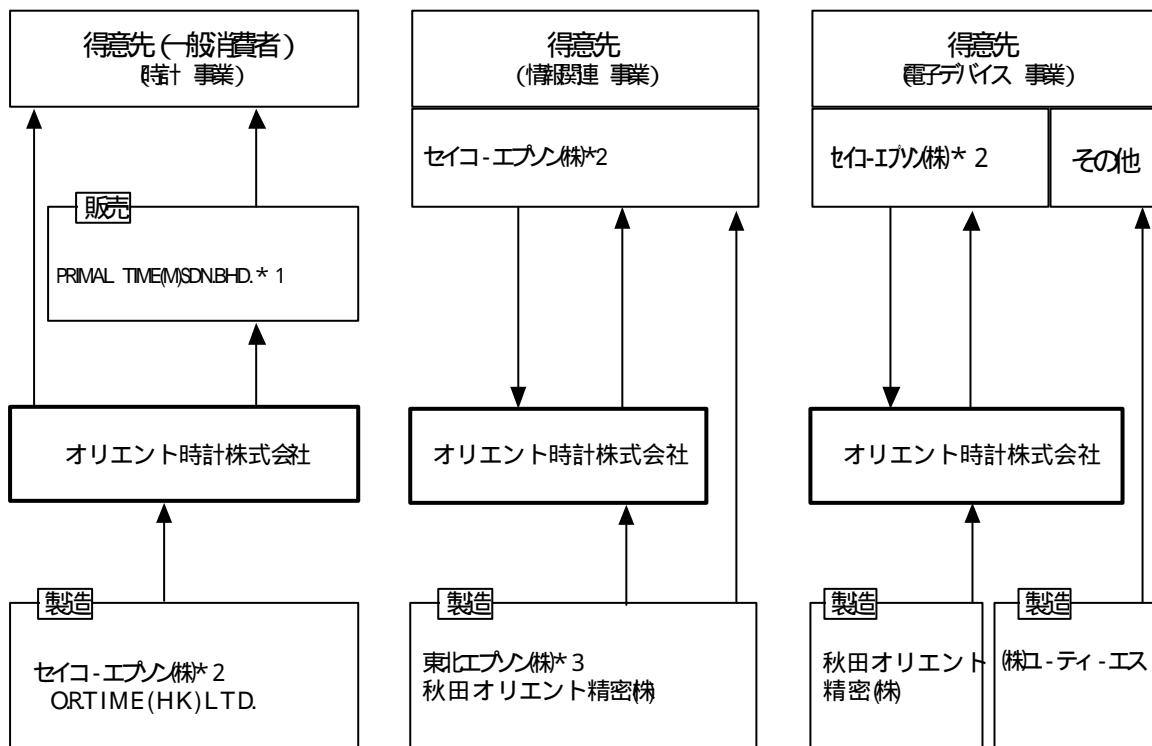 得意先(一般消費者)
(時計 事業)
販売
PRIMAL TIME(M)SDN.BHD.*1
オリエント時計株式会社
製造
セイコ-エプソン(株)*2
ORTIME(HK)LTD.
得意先
(情報関連 事業)
セイコ-エプソン(株)*2
オリエント時計株式会社
製造
東北エプソン(株)*3
秋田オリエント精密(株)
得意先
(電子デバイス 事業)
セイコ-エプソン(株)*2
その他
オリエント時計株式会社
製造
秋田オリエント
精密(株)
製造
(株)ユ-ティ-エス